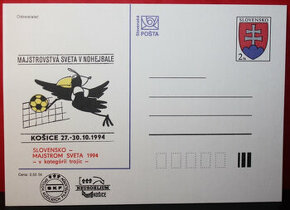 Odosielateľ:
MAJSTROVSTVÁ SVETA V NOHEJBALE
KOŠICE 27.-30.10.1994
SLOVENSKO –
MAJSTROM SVETA 1994
– v kategórii trojíc –
Slovenská
POŠTA
SLOVENSKO
2 Sk